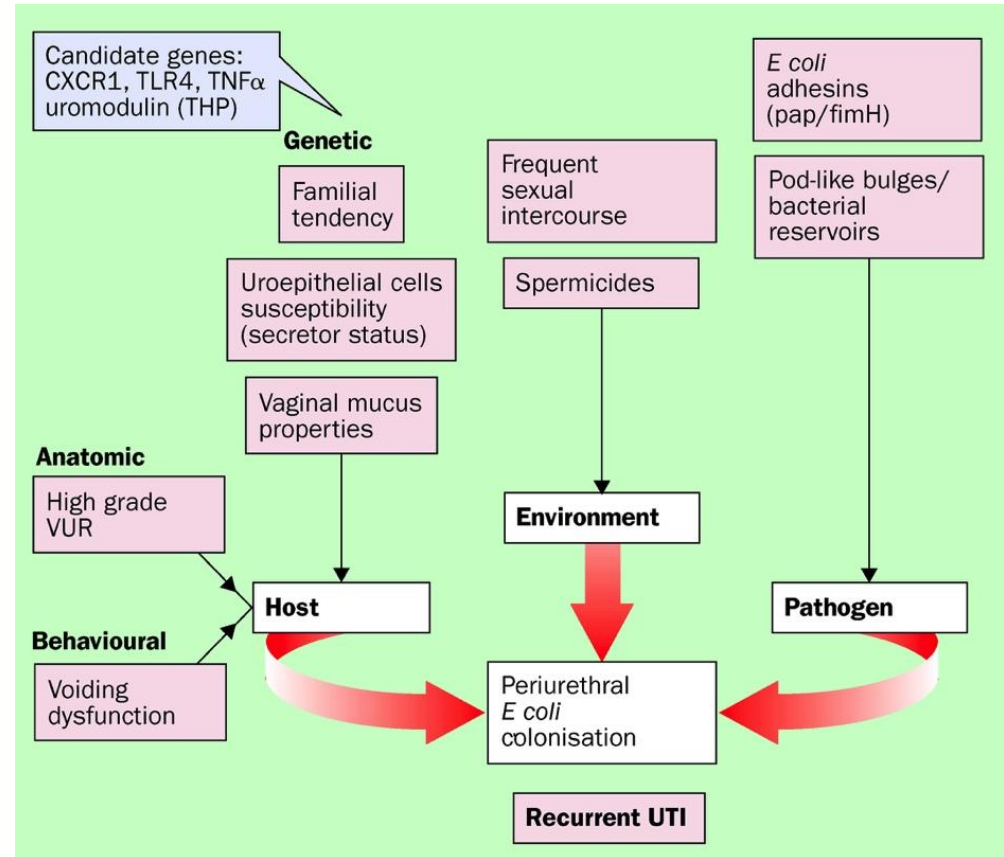 Candidate genes:
CXCR1, TLR4, TNFα
uromodulin (THP)
Genetic
Familial
tendency
Uroepithelial cells
susceptibility
(secretor status)
Vaginal mucus
properties
Anatomic
High grade
VUR
Behavioural
Voiding
dysfunction
Host
Frequent
sexual
intercourse
Spermicides
Environment
E coli
adhesins
(pap/fimH)
Pod-like bulges/
bacterial
reservoirs
Pathogen
Periurethral
E coli
colonisation
Recurrent UTI